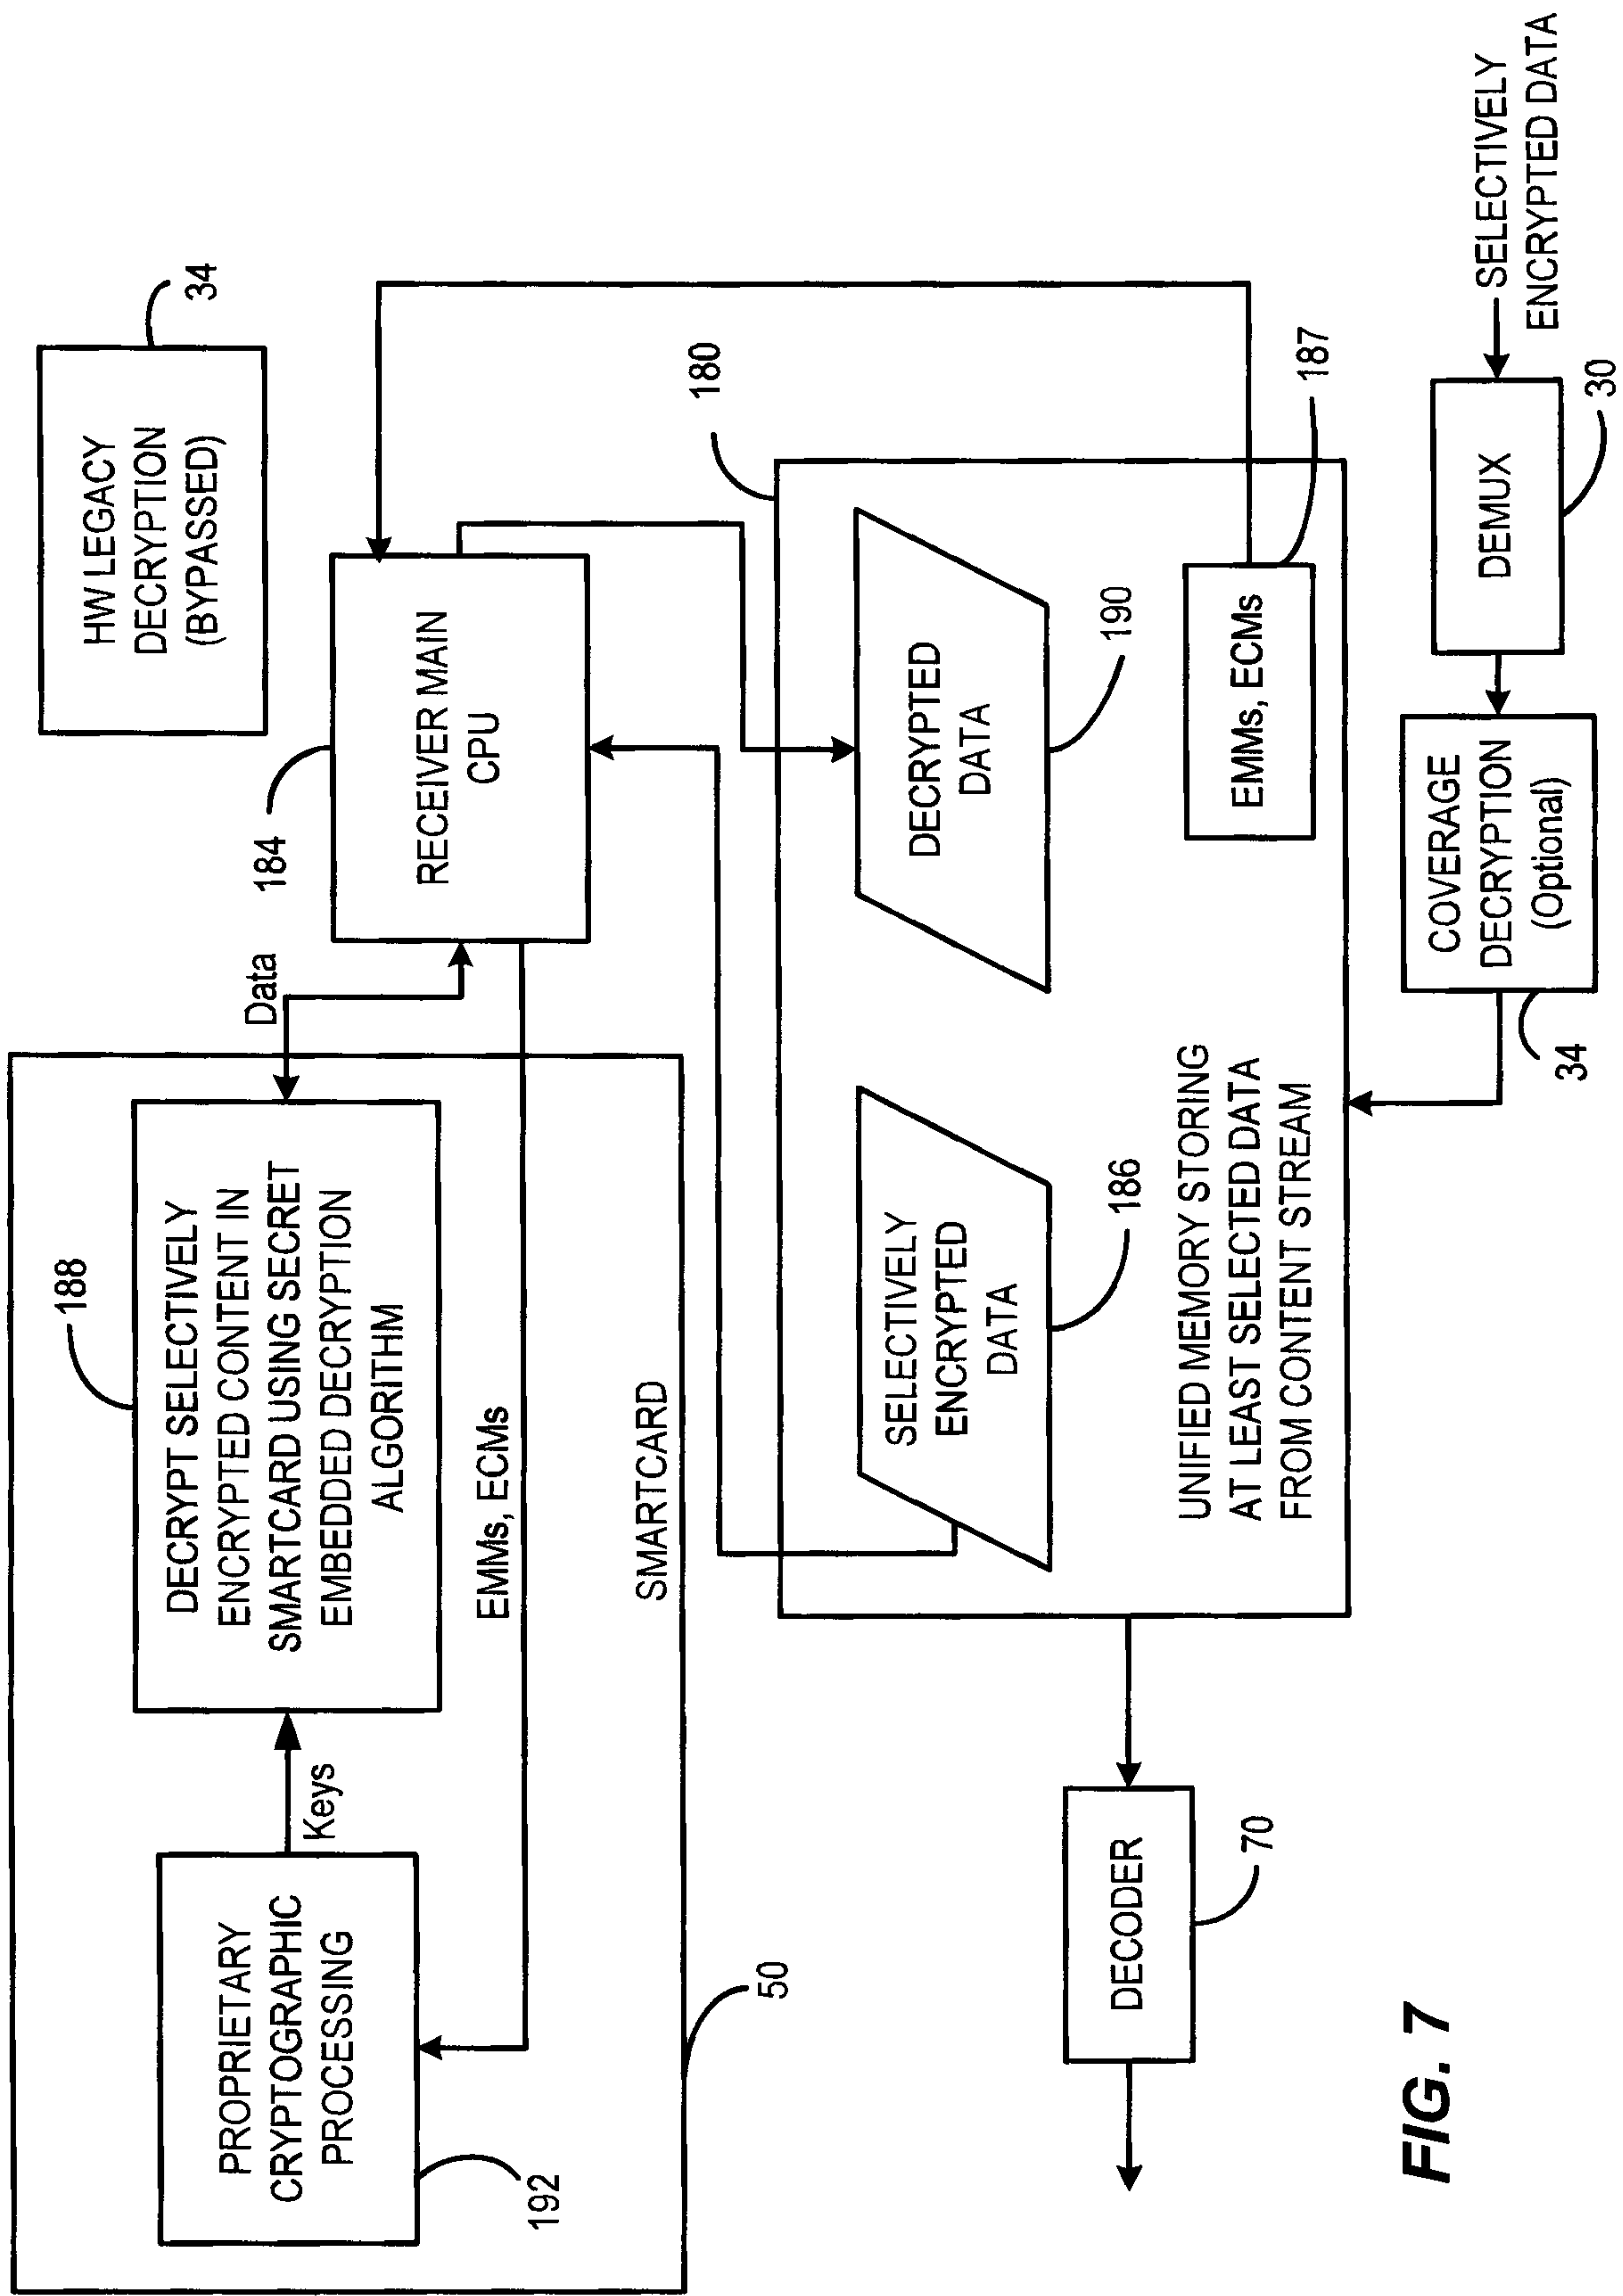 HW LEGACY
DECRYPTION
(BYPASSED)
34
188
DECRYPT SELECTIVELY
ENCRYPTED CONTENT IN
SMARTCARD USING SECRET
EMBEDDED DECRYPTION
ALGORITHM
Data
184
RECEIVER MAIN
CPU
PROPRIETARY
CRYPTOGRAPHIC
PROCESSING
192
Keys
EMMs, ECMs
SMARTCARD
50
180
SELECTIVELY
ENCRYPTED
DATA
186
DECRYPTED
DATA
190
EMMs, ECMs
187
UNIFIED MEMORY STORING
AT LEAST SELECTED DATA
FROM CONTENT STREAM
DECODER
70
COVERAGE
DECRYPTION
(Optional)
34
DEMUX
30
SELECTIVELY
ENCRYPTED DATA
FIG. 7